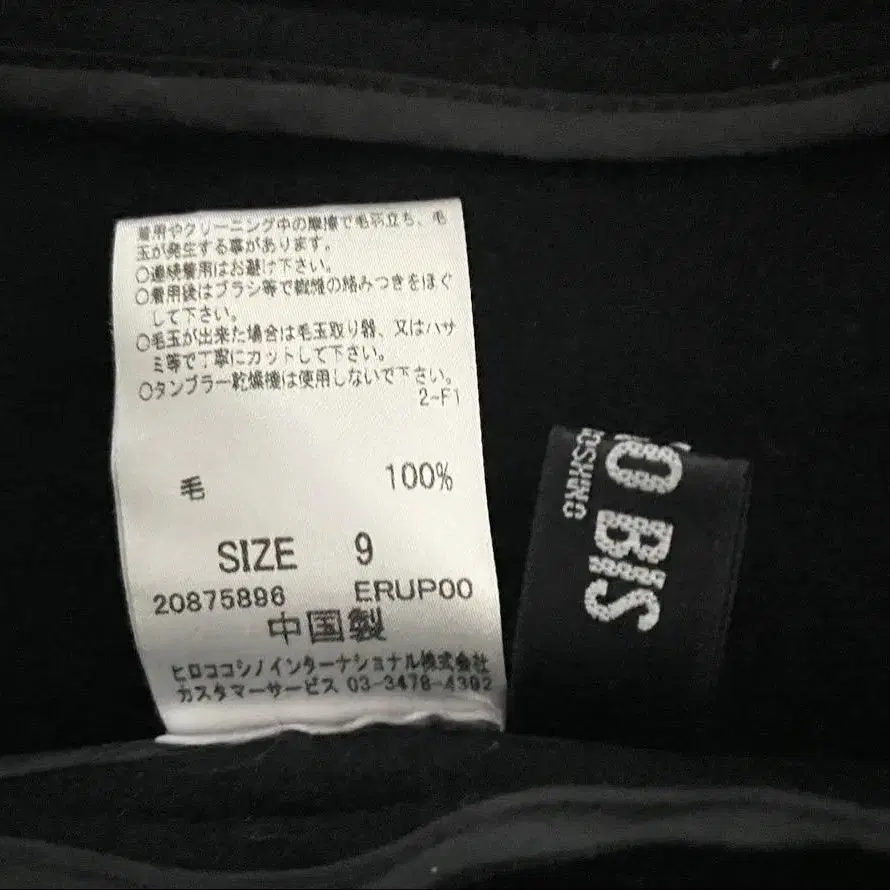 着用やクリーニング中の摩擦で毛羽立ち、毛
玉が発生する事があります。
○連続着用はお避け下さい。
○着用後はブラシ等で繊維の絡みつきをほぐ
して下さい。
○毛玉が出来た場合は毛玉取り器、又はハサ
ミ等で丁寧にカットして下さい。
○タンブラー乾燥機は使用しないで下さい。
2-F1
毛 100%
SIZE 9
20875896 ERUP00
中国製
ヒロココシノインターナショナル株式会社
カスタマーサービス 03-3478-4392
O BIS
OSHINO